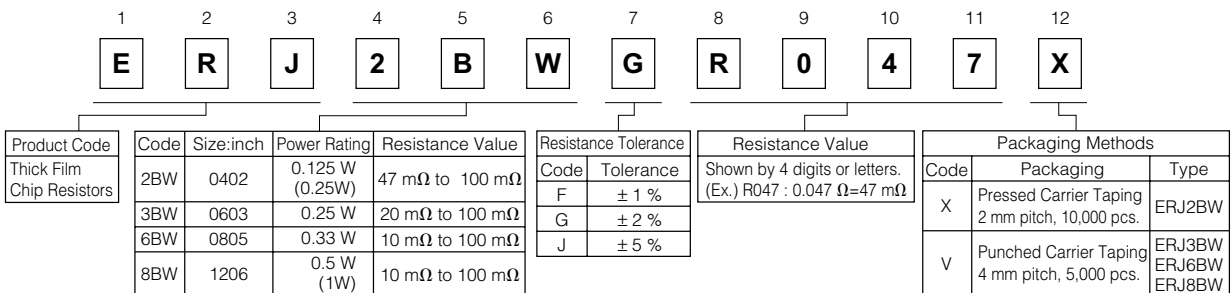 1 2 3 4 5 6 7 8 9 10 11 12
E R J 2 B W G R 0 4 7 X
Product Code
Thick Film
Chip Resistors
Code Size:inch Power Rating Resistance Value
2BW 0402 0.125 W (0.25W) 47 mΩ to 100 mΩ
3BW 0603 0.25 W 20 mΩ to 100 mΩ
6BW 0805 0.33 W 10 mΩ to 100 mΩ
8BW 1206 0.5 W (1W) 10 mΩ to 100 mΩ
Resistance Tolerance
Code Tolerance
F ± 1 %
G ± 2 %
J ± 5 %
Resistance Value
Shown by 4 digits or letters.
(Ex.) R047 : 0.047 Ω=47 mΩ
Packaging Methods
Code Packaging Type
X Pressed Carrier Taping
2 mm pitch, 10,000 pcs. ERJ2BW
V Punched Carrier Taping
4 mm pitch, 5,000 pcs. ERJ3BW
ERJ6BW
ERJ8BW